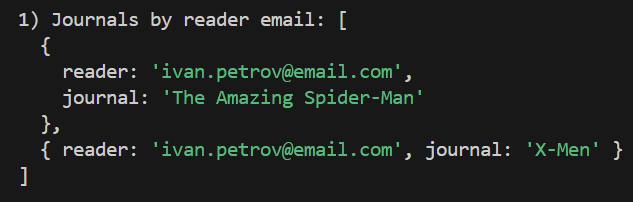 1) Journals by reader email: [
  {
    reader: 'ivan.petrov@email.com',
    journal: 'The Amazing Spider-Man'
  },
  { reader: 'ivan.petrov@email.com', journal: 'X-Men' }
]